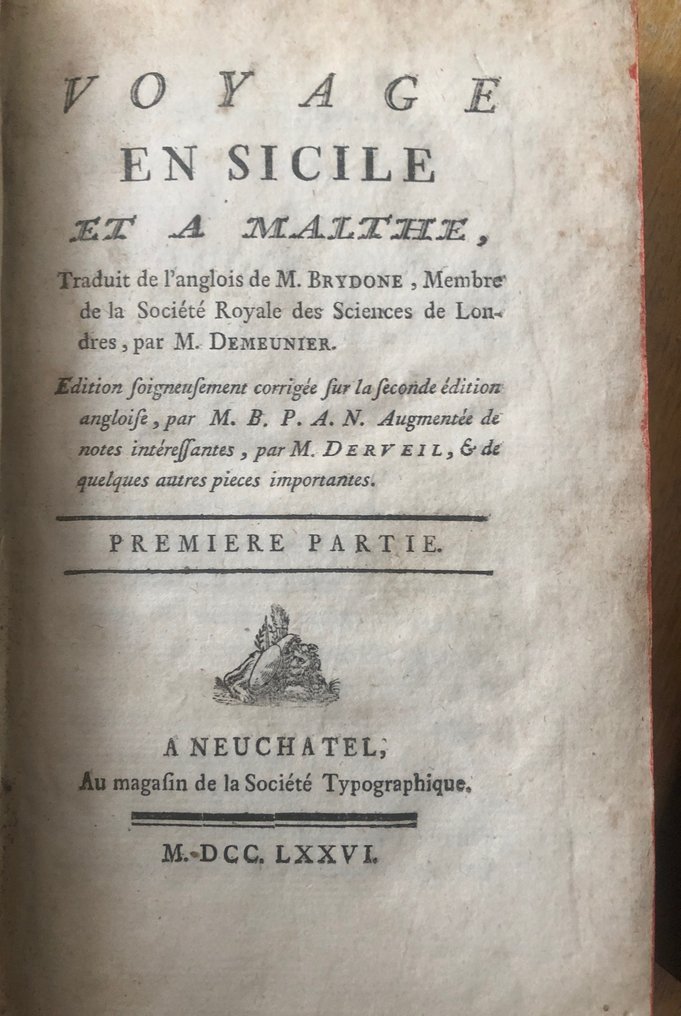 VOYAGE
EN SICILE
ET A MALTHE,
Traduit de l'anglois de M. BRYDONE, Membre
de la Société Royale des Sciences de Lon-
dres, par M. DEMEUNIER.
Edition ſoigneuſement corrigée ſur la ſeconde édition
angloiſe, par M. B. P. A. N. Augmentée de
notes intéreſſantes, par M. DERVEIL, & de
quelques autres pieces importantes.
PREMIERE PARTIE.
A NEUCHATEL,
Au magaſin de la Société Typographique.
M. DCC. LXXVI.